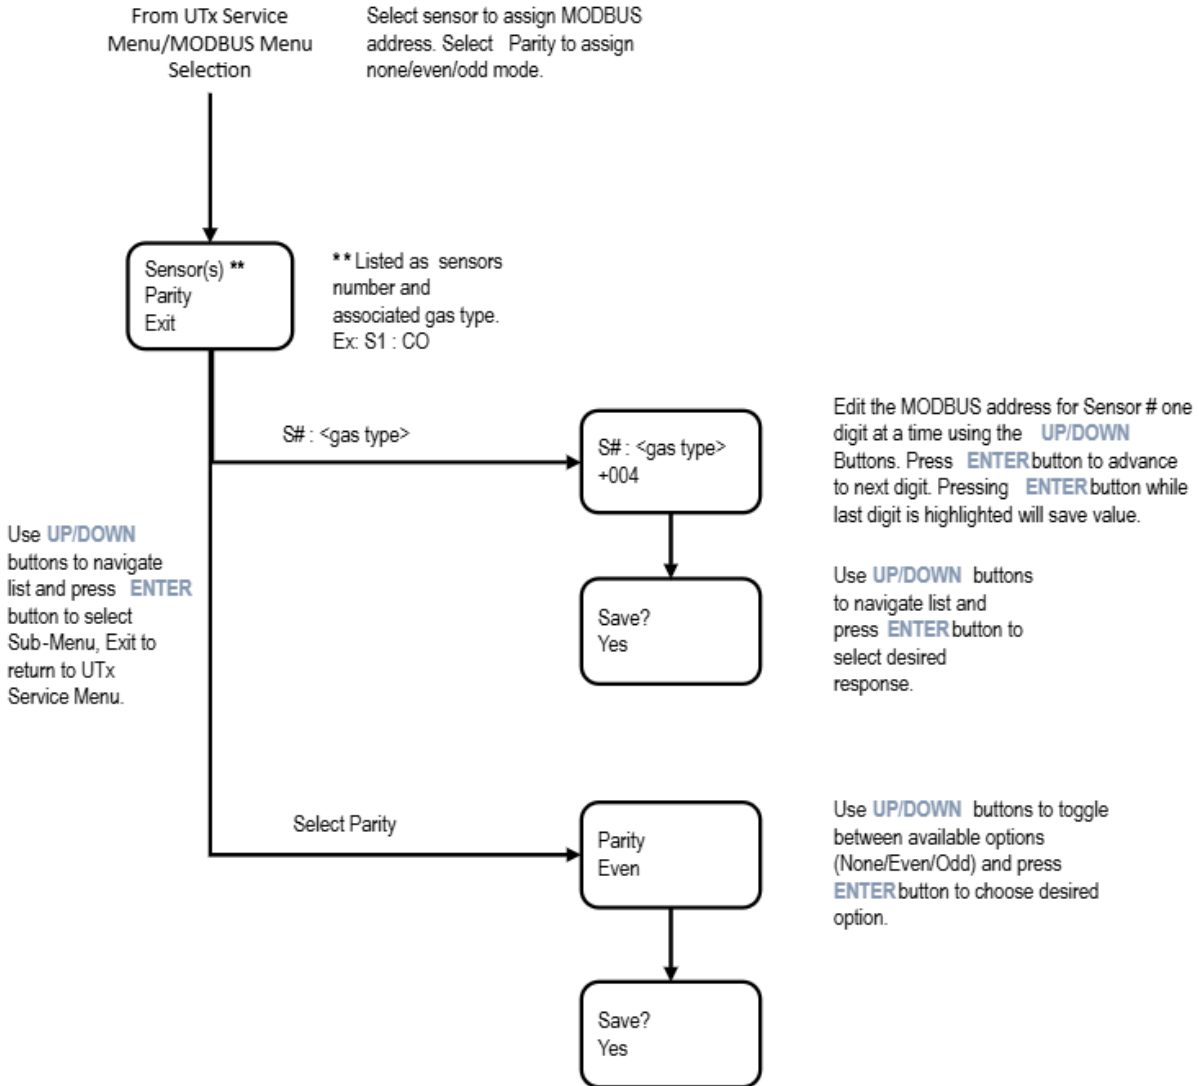 From UTx Service
Menu/MODBUS Menu
Selection
Select sensor to assign MODBUS
address. Select Parity to assign
none/even/odd mode.
Sensor(s) **
Parity
Exit
**Listed as sensors
number and
associated gas type.
Ex: S1 : CO
S# : <gas type>
S# : <gas type>
+004
Edit the MODBUS address for Sensor # one
digit at a time using the UP/DOWN
Buttons. Press ENTER button to advance
to next digit. Pressing ENTER button while
last digit is highlighted will save value.
Use UP/DOWN
buttons to navigate
list and press ENTER
button to select
Sub-Menu, Exit to
return to UTx
Service Menu.
Save?
Yes
Use UP/DOWN buttons
to navigate list and
press ENTER button to
select desired
response.
Select Parity
Parity
Even
Use UP/DOWN buttons to toggle
between available options
(None/Even/Odd) and press
ENTER button to choose desired
option.
Save?
Yes